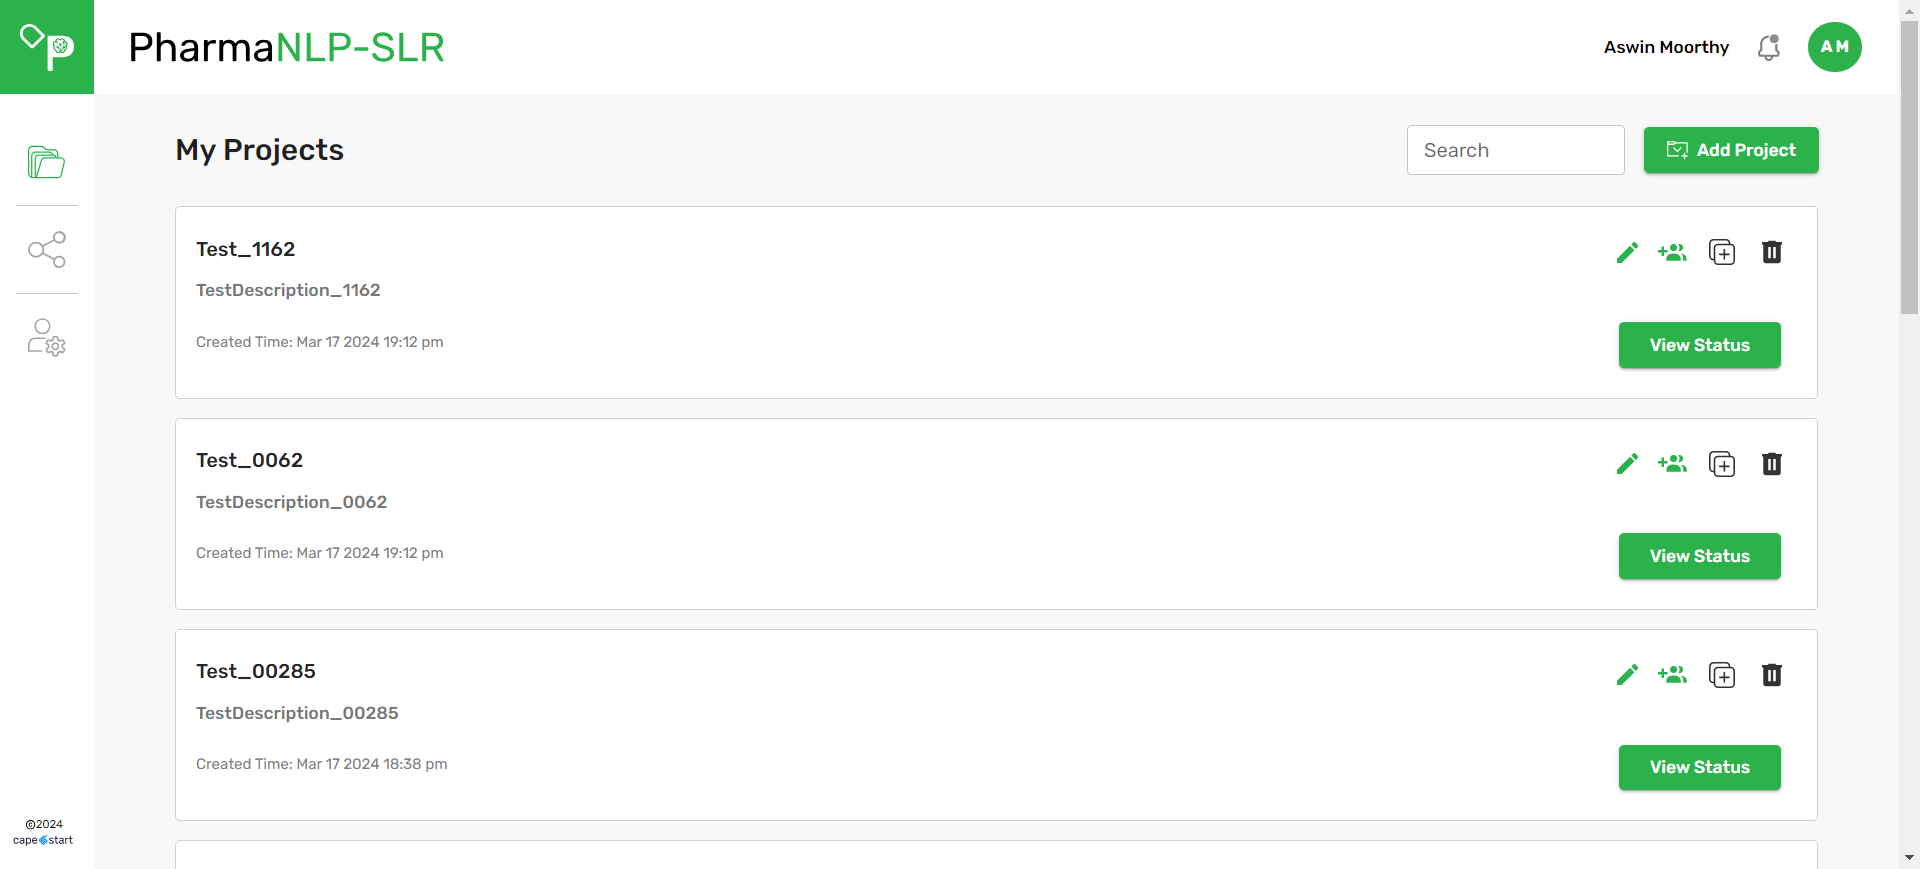 PharmaNLP-SLR
Aswin Moorthy
AM
My Projects
Search
Add Project
Test_1162
TestDescription_1162
Created Time: Mar 17 2024 19:12 pm
View Status
Test_0062
TestDescription_0062
Created Time: Mar 17 2024 19:12 pm
View Status
Test_00285
TestDescription_00285
Created Time: Mar 17 2024 18:38 pm
View Status
©2024
capestart